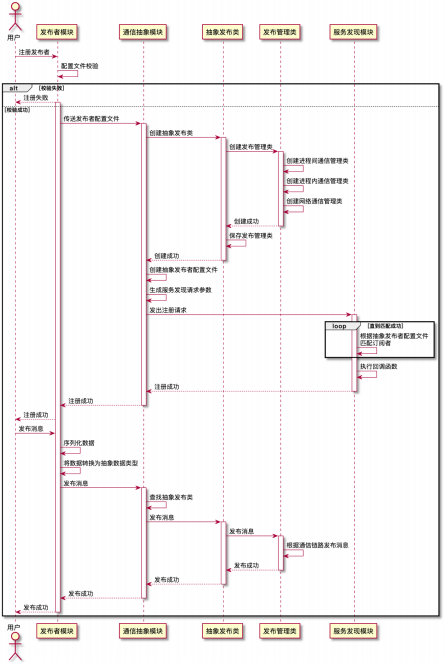 用户
发布者模块
通信抽象模块
抽象发布类
发布管理类
服务发现模块
注册发布者
配置文件校验
alt
[校验失败]
注册失败
[校验成功]
传送发布者配置文件
创建抽象发布类
创建发布管理类
创建进程间通信管理类
创建进程内通信管理类
创建网络通信管理类
创建成功
保存发布管理类
创建成功
创建抽象发布者配置文件
生成服务发现请求参数
发出注册请求
loop
[直到匹配成功]
根据抽象发布者配置文件
匹配订阅者
执行回调函数
注册成功
注册成功
注册成功
发布消息
序列化数据
将数据转换为抽象数据类型
发布消息
查找抽象发布类
发布消息
发布消息
根据通信链路发布消息
发布成功
发布成功
发布成功
发布成功
用户
发布者模块
通信抽象模块
抽象发布类
发布管理类
服务发现模块